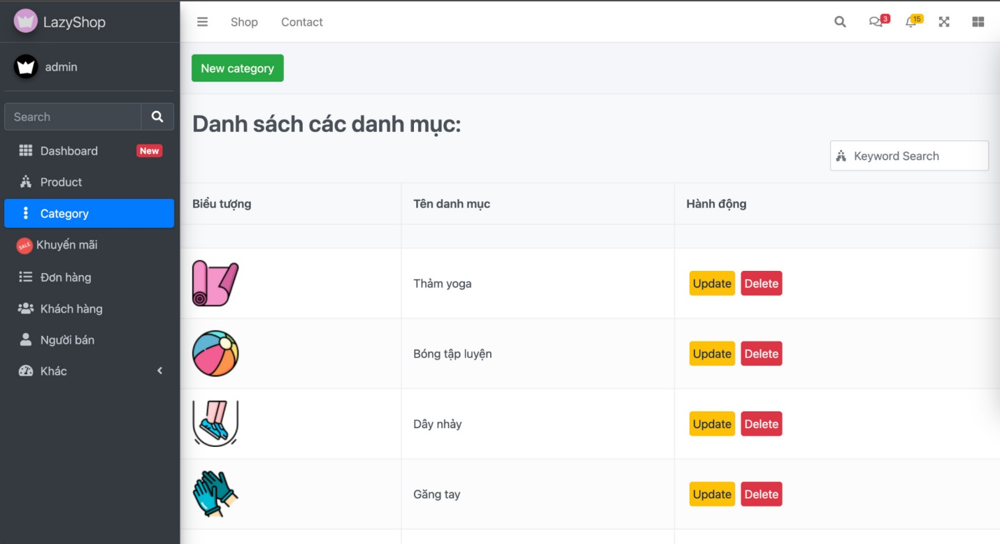 LazyShop
Shop
Contact
3
15
admin
New category
Search
Danh sách các danh mục:
Dashboard
New
Keyword Search
Product
Category
Khuyến mãi
SALE
Đơn hàng
Khách hàng
Người bán
Khác
Biểu tượng
Tên danh mục
Hành động
Thảm yoga
Update
Delete
Bóng tập luyện
Update
Delete
Dây nhảy
Update
Delete
Găng tay
Update
Delete